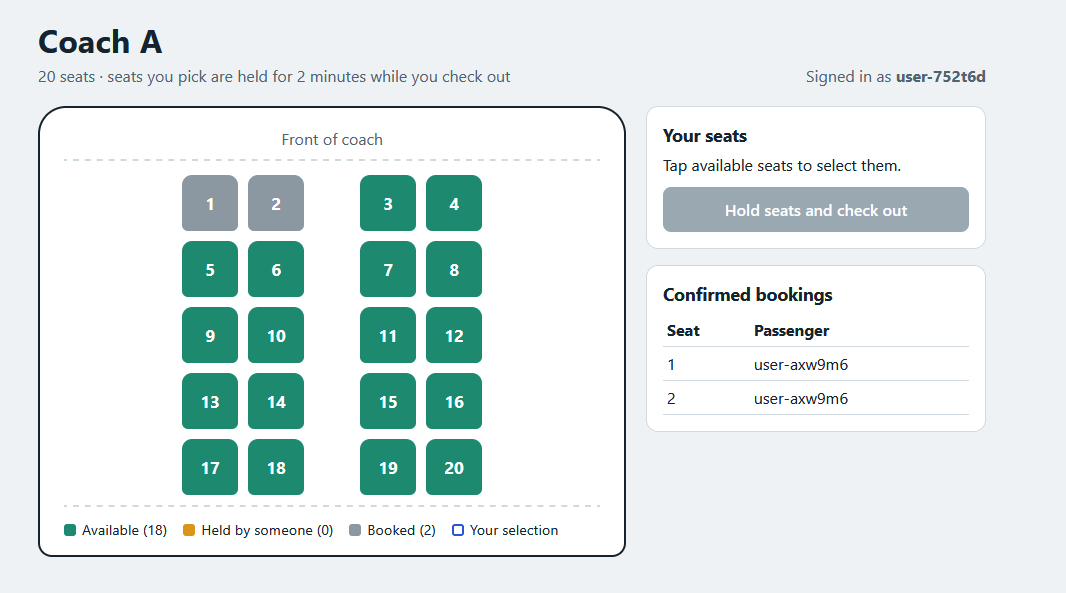 Coach A
20 seats · seats you pick are held for 2 minutes while you check out
Signed in as user-752t6d
Front of coach
1 2 3 4
5 6 7 8
9 10 11 12
13 14 15 16
17 18 19 20
Available (18) Held by someone (0) Booked (2) Your selection
Your seats
Tap available seats to select them.
Hold seats and check out
Confirmed bookings
Seat Passenger
1 user-axw9m6
2 user-axw9m6